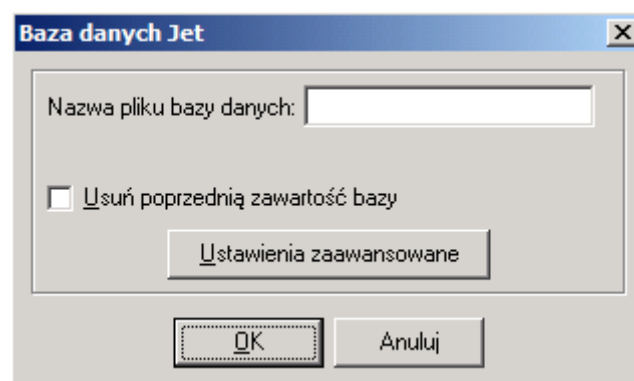 Baza danych Jet
Nazwa pliku bazy danych:
Usuń poprzednią zawartość bazy
Ustawienia zaawansowane
OK Anuluj